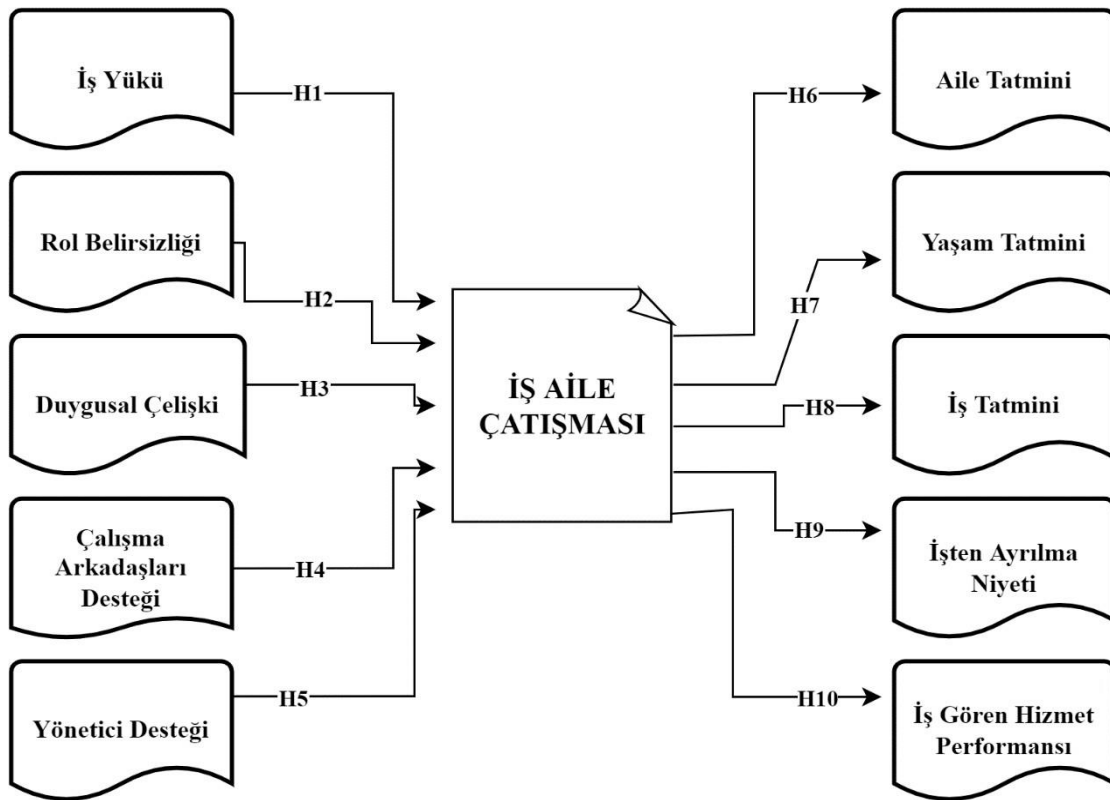 İş Yükü
H1
Rol Belirsizliği
H2
Duygusal Çelişki
H3
Çalışma
Arkadaşları
Desteği
H4
Yönetici Desteği
H5
İŞ AİLE
ÇATIŞMASI
H6
Aile Tatmini
H7
Yaşam Tatmini
H8
İş Tatmini
H9
İşten Ayrılma
Niyeti
H10
İş Gören Hizmet
Performansı